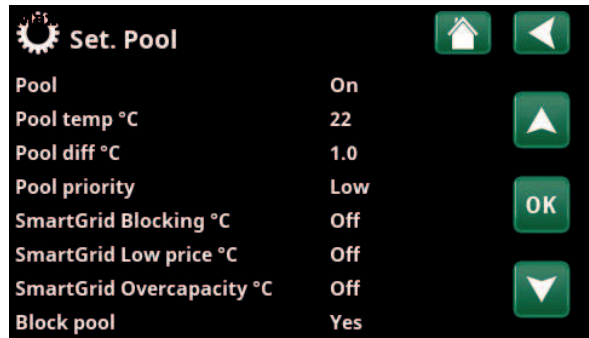 Set. Pool
Pool On
Pool temp °C 22
Pool diff °C 1.0
Pool priority Low
OK
SmartGrid Blocking °C Off
SmartGrid Low price °C Off
SmartGrid Overcapacity °C Off
Block pool Yes